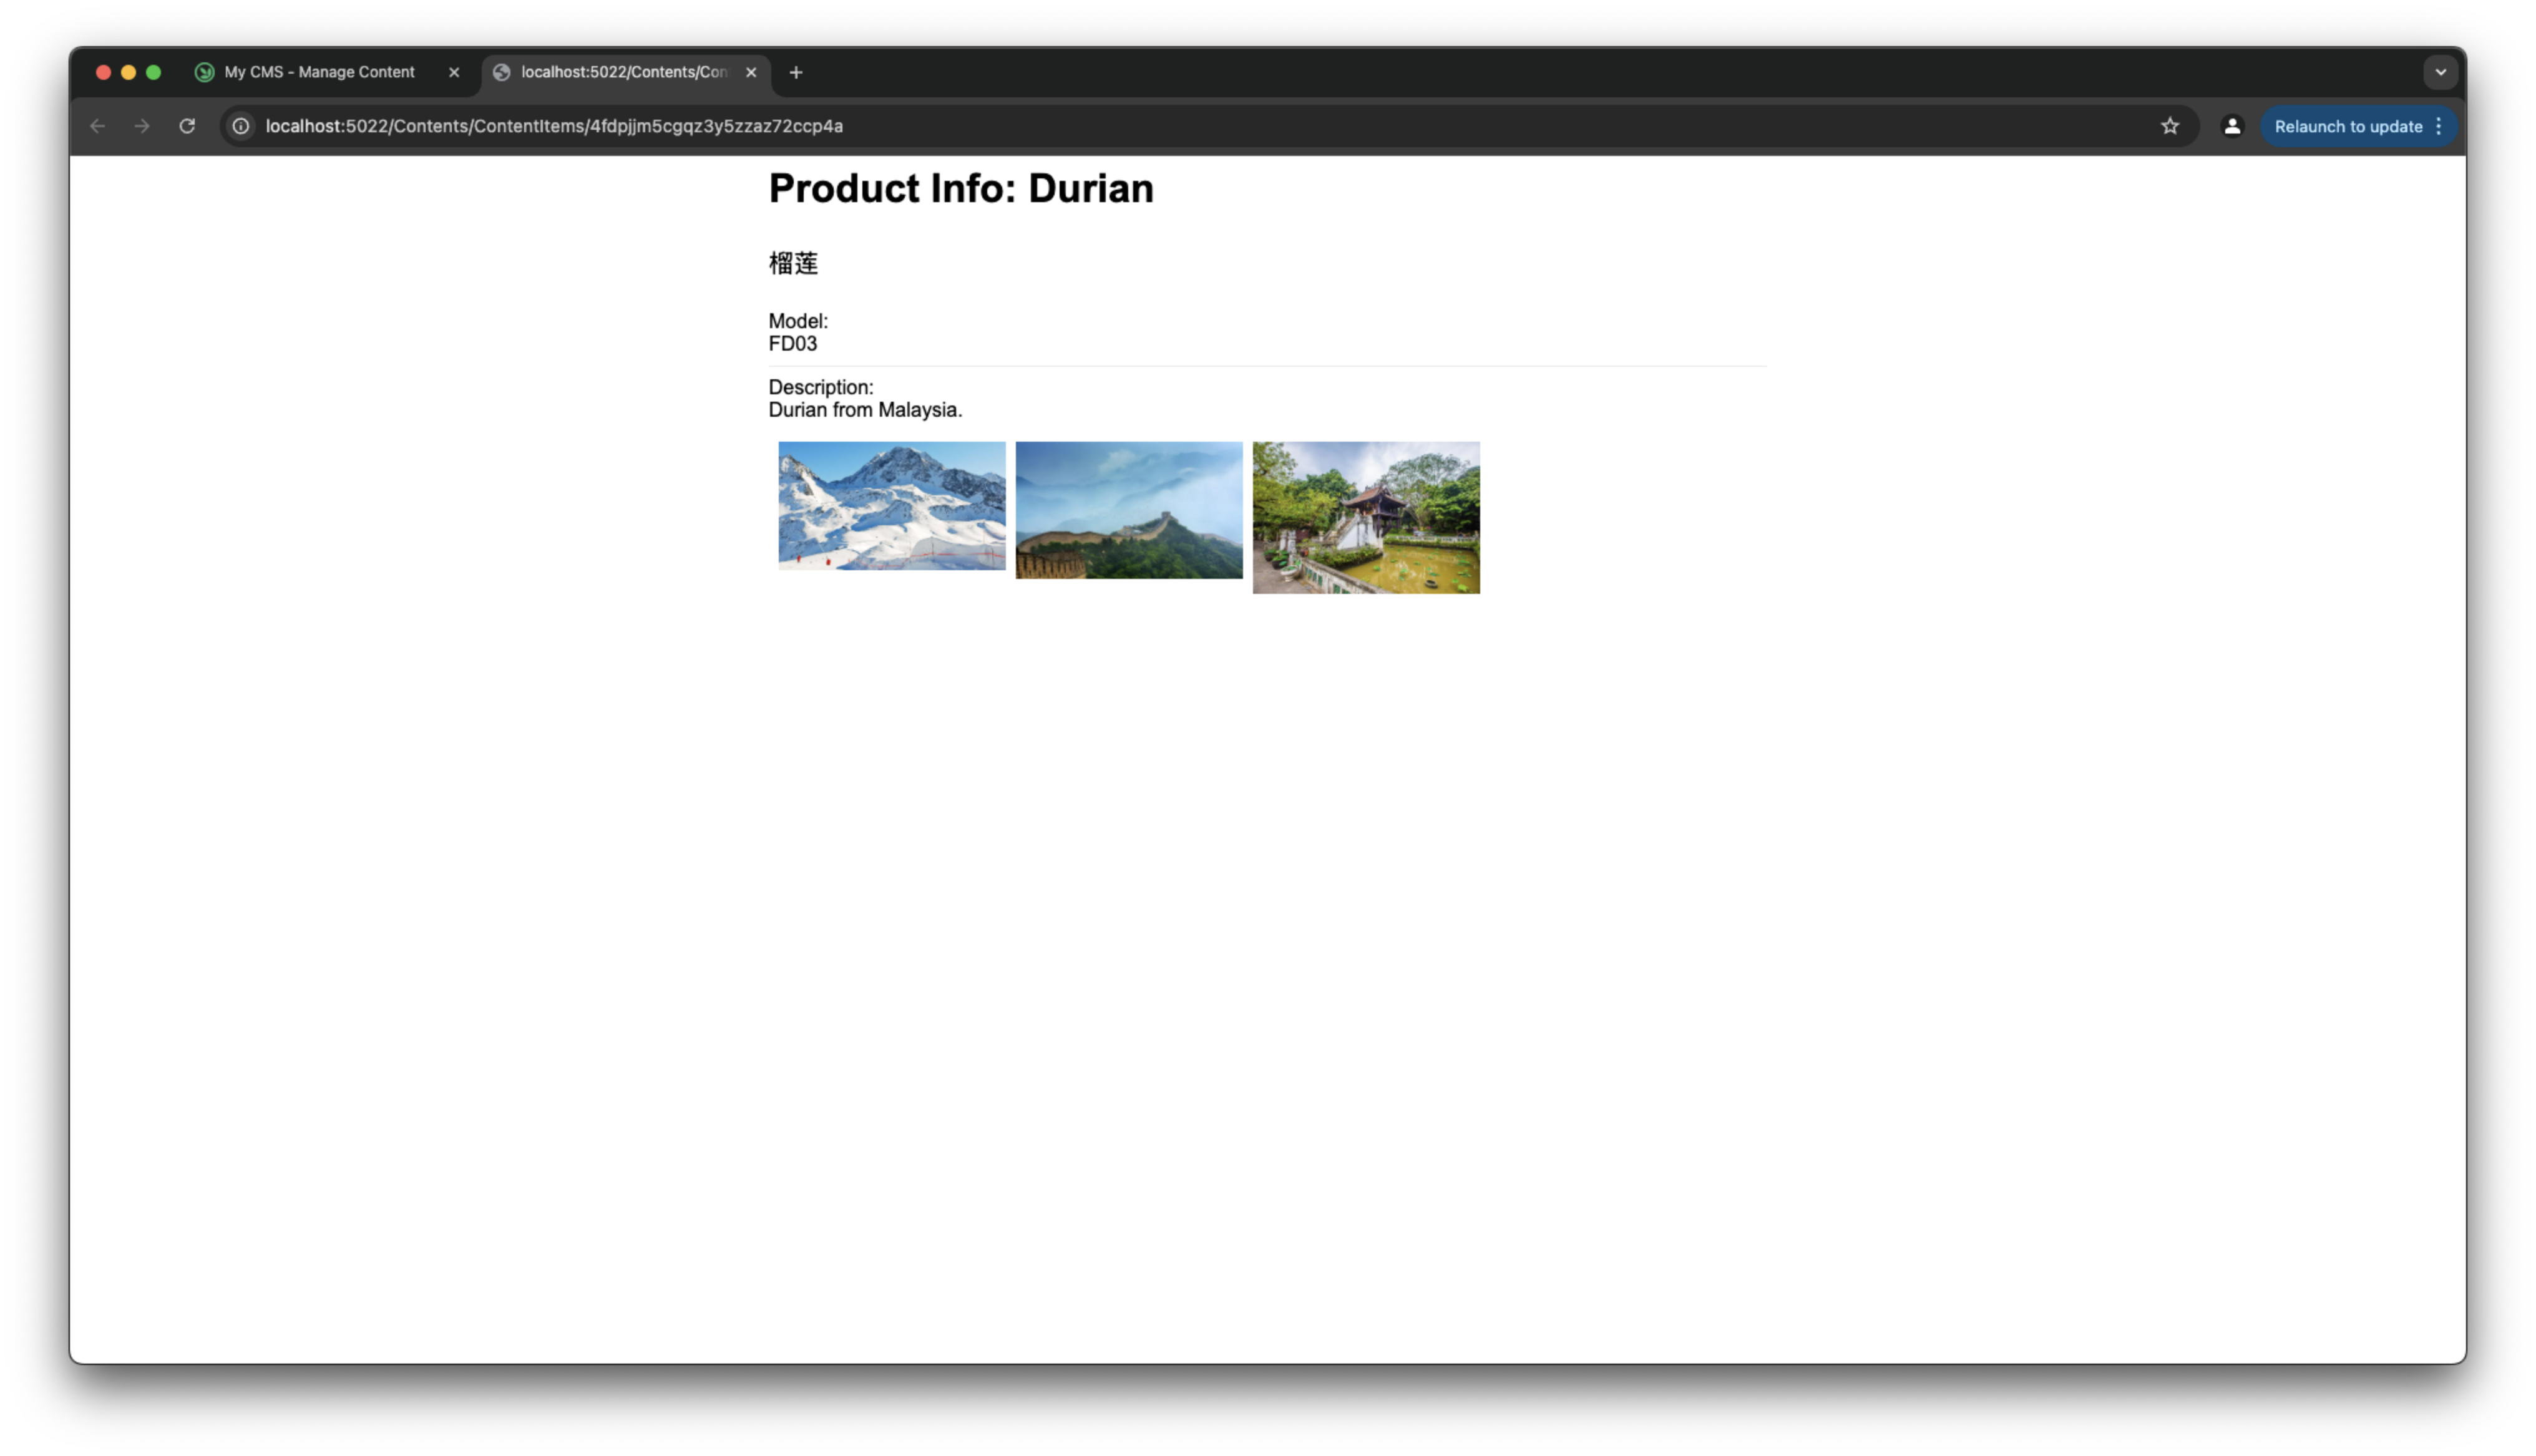 My CMS - Manage Content
localhost:5022/Contents/Con
localhost:5022/Contents/ContentItems/4fdpjjm5cgqz3y5zzaz72ccp4a
Relaunch to update
Product Info: Durian
榴莲
Model:
FD03
Description:
Durian from Malaysia.